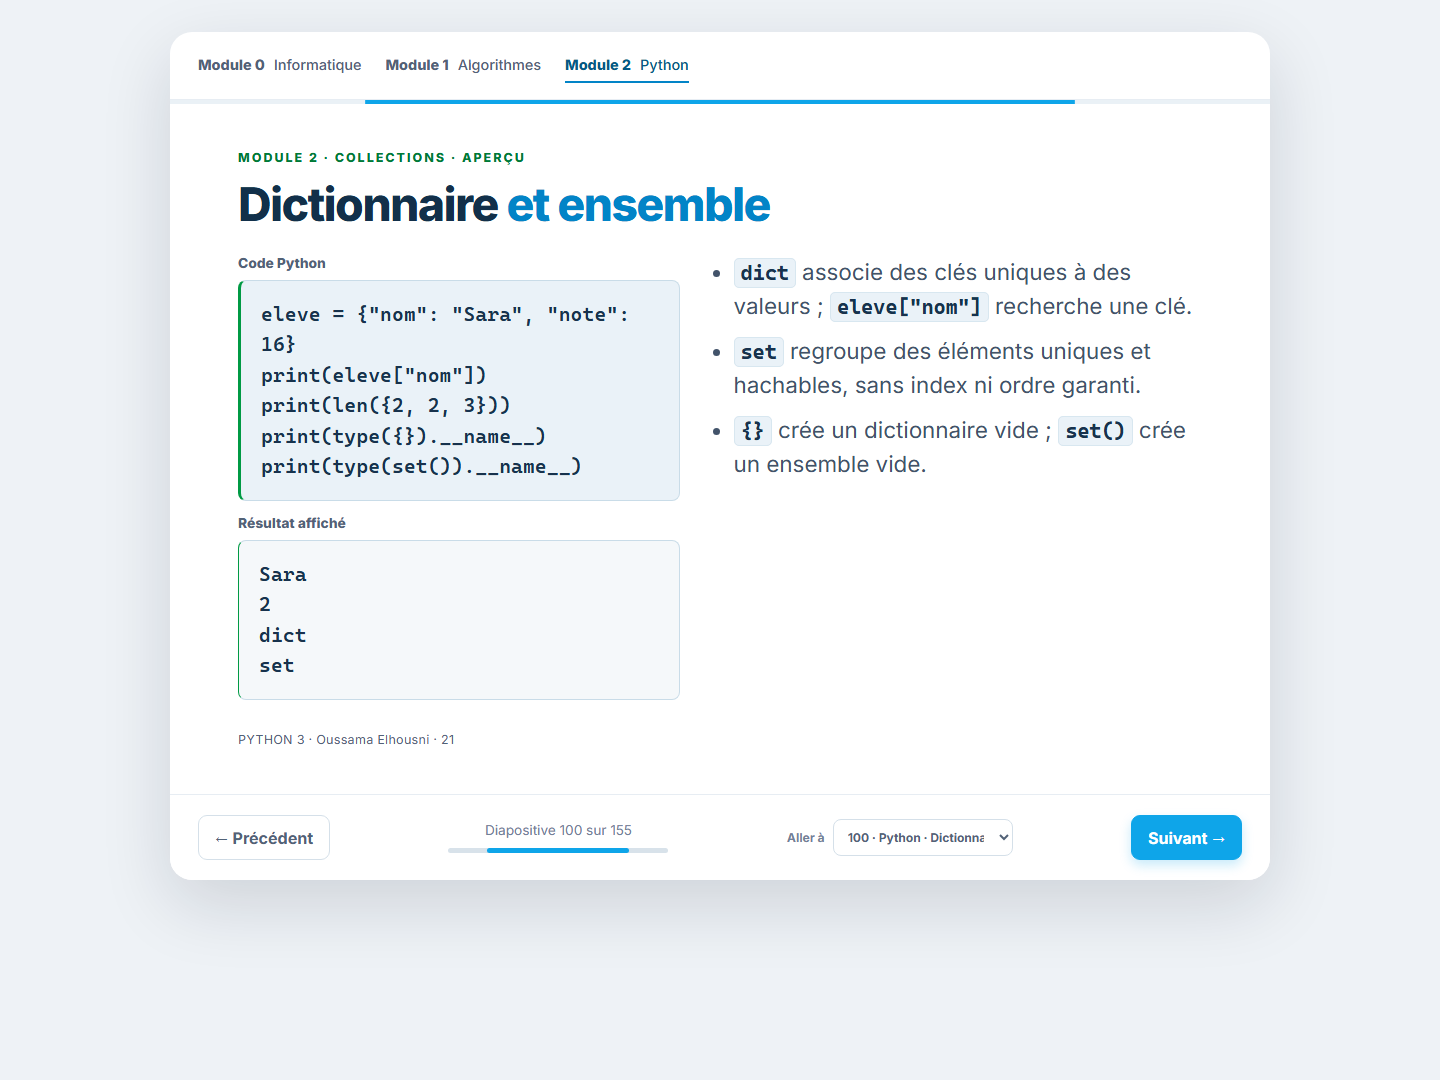 Module 0 Informatique Module 1 Algorithmes Module 2 Python
MODULE 2 · COLLECTIONS · APERÇU
Dictionnaire et ensemble
Code Python
eleve = {"nom": "Sara", "note":
16}
print(eleve["nom"])
print(len({2, 2, 3}))
print(type({}).__name__)
print(type(set()).__name__)
Résultat affiché
Sara
2
dict
set
• dict associe des clés uniques à des
valeurs ; eleve["nom"] recherche une clé.
• set regroupe des éléments uniques et
hachables, sans index ni ordre garanti.
• {} crée un dictionnaire vide ; set() crée
un ensemble vide.
PYTHON 3 · Oussama Elhousni · 21
← Précédent
Diapositive 100 sur 155
Aller à 100 · Python · Dictionna
Suivant →